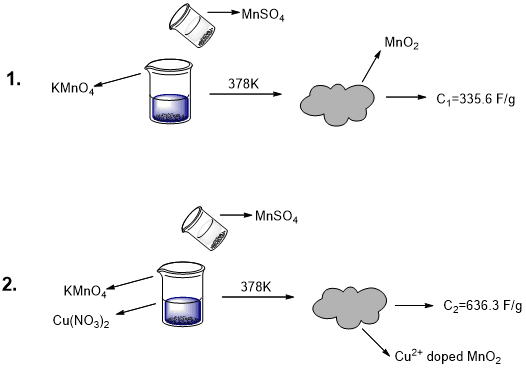 MnSO₄
MnO₂
1.
KMnO₄
378K
C₁=335.6 F/g
MnSO₄
2.
KMnO₄
378K
C₂=636.3 F/g
Cu(NO₃)₂
Cu²⁺ doped MnO₂